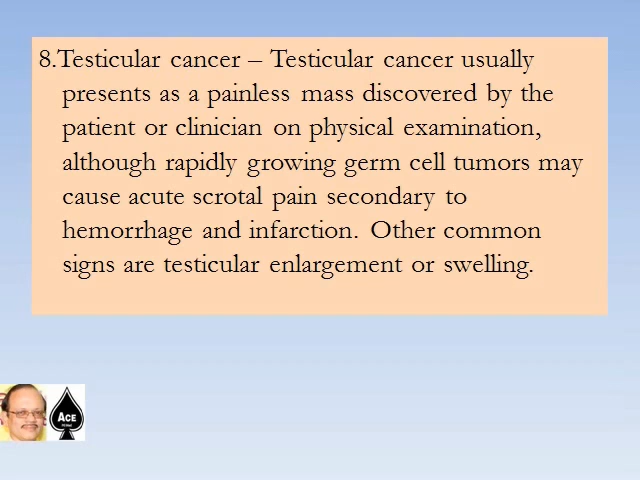 8.Testicular cancer – Testicular cancer usually
presents as a painless mass discovered by the
patient or clinician on physical examination,
although rapidly growing germ cell tumors may
cause acute scrotal pain secondary to
hemorrhage and infarction. Other common
signs are testicular enlargement or swelling.
ACE